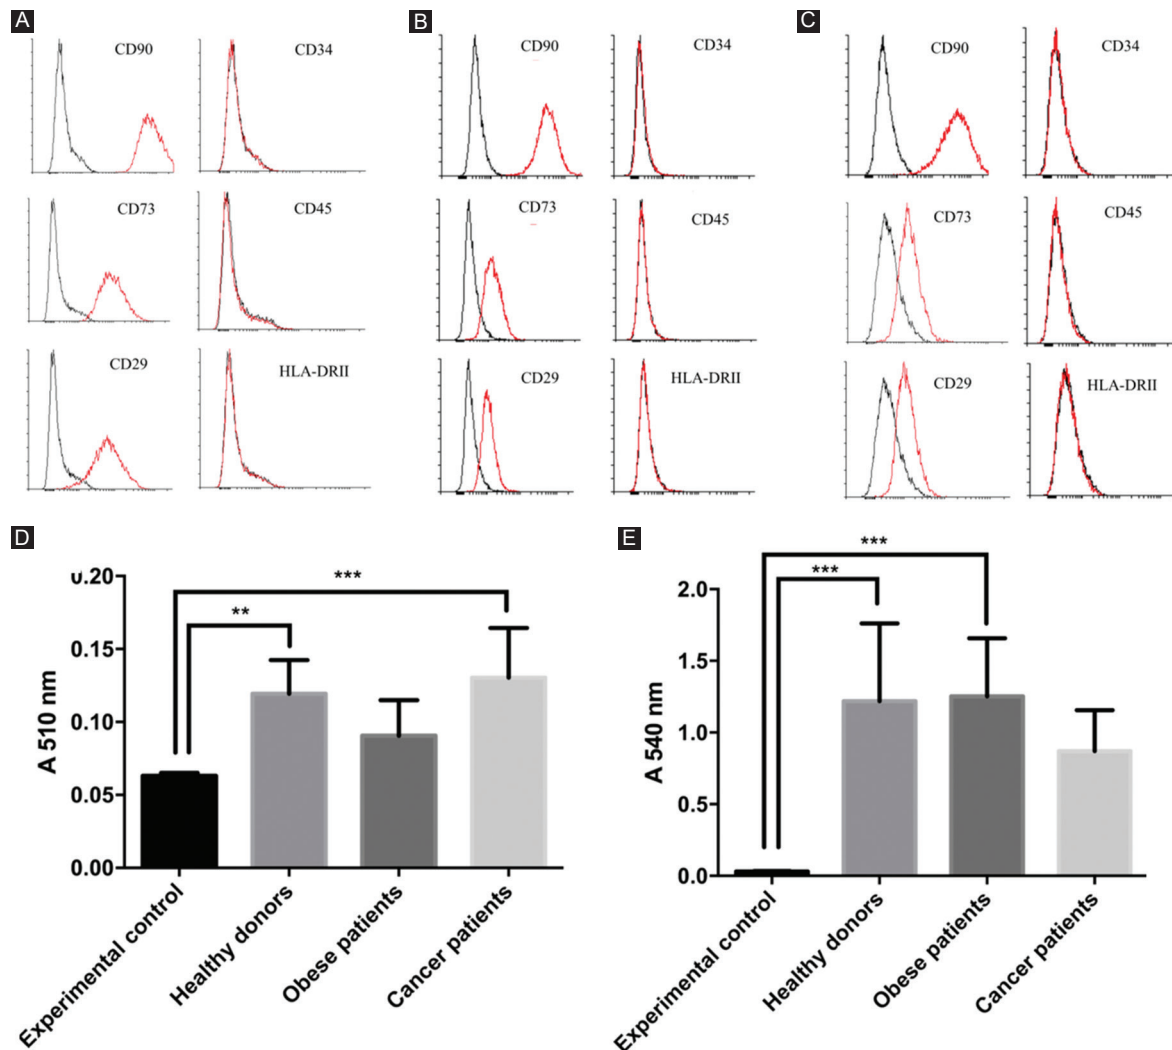 A B C
CD90 CD34 CD90 CD34 CD90 CD34
CD73 CD45 CD73 CD45 CD73 CD45
CD29 HLA-DRII CD29 HLA-DRII CD29 HLA-DRII
D
0.20
0.15
0.10
0.05
0.00
A 510 nm
***
**
Experimental control
Healthy donors
Obese patients
Cancer patients
E
2.0
1.5
1.0
0.5
0.0
A 540 nm
***
***
Experimental control
Healthy donors
Obese patients
Cancer patients